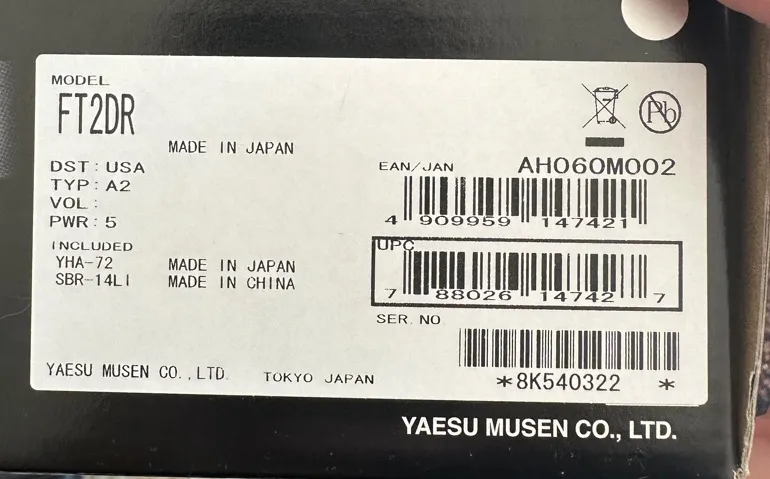 MODEL
FT2DR
MADE IN JAPAN
DST : USA
TYP : A2
VOL :
PWR : 5
INCLUDED
YHA-72 MADE IN JAPAN
SBR-14LI MADE IN CHINA
YAESU MUSEN CO.,LTD. TOKYO JAPAN
Pb
EAN/JAN AH060M002
4 909959 147421
UPC
7 88026 14742 7
SER. NO
*8K540322 *
YAESU MUSEN CO., LTD.